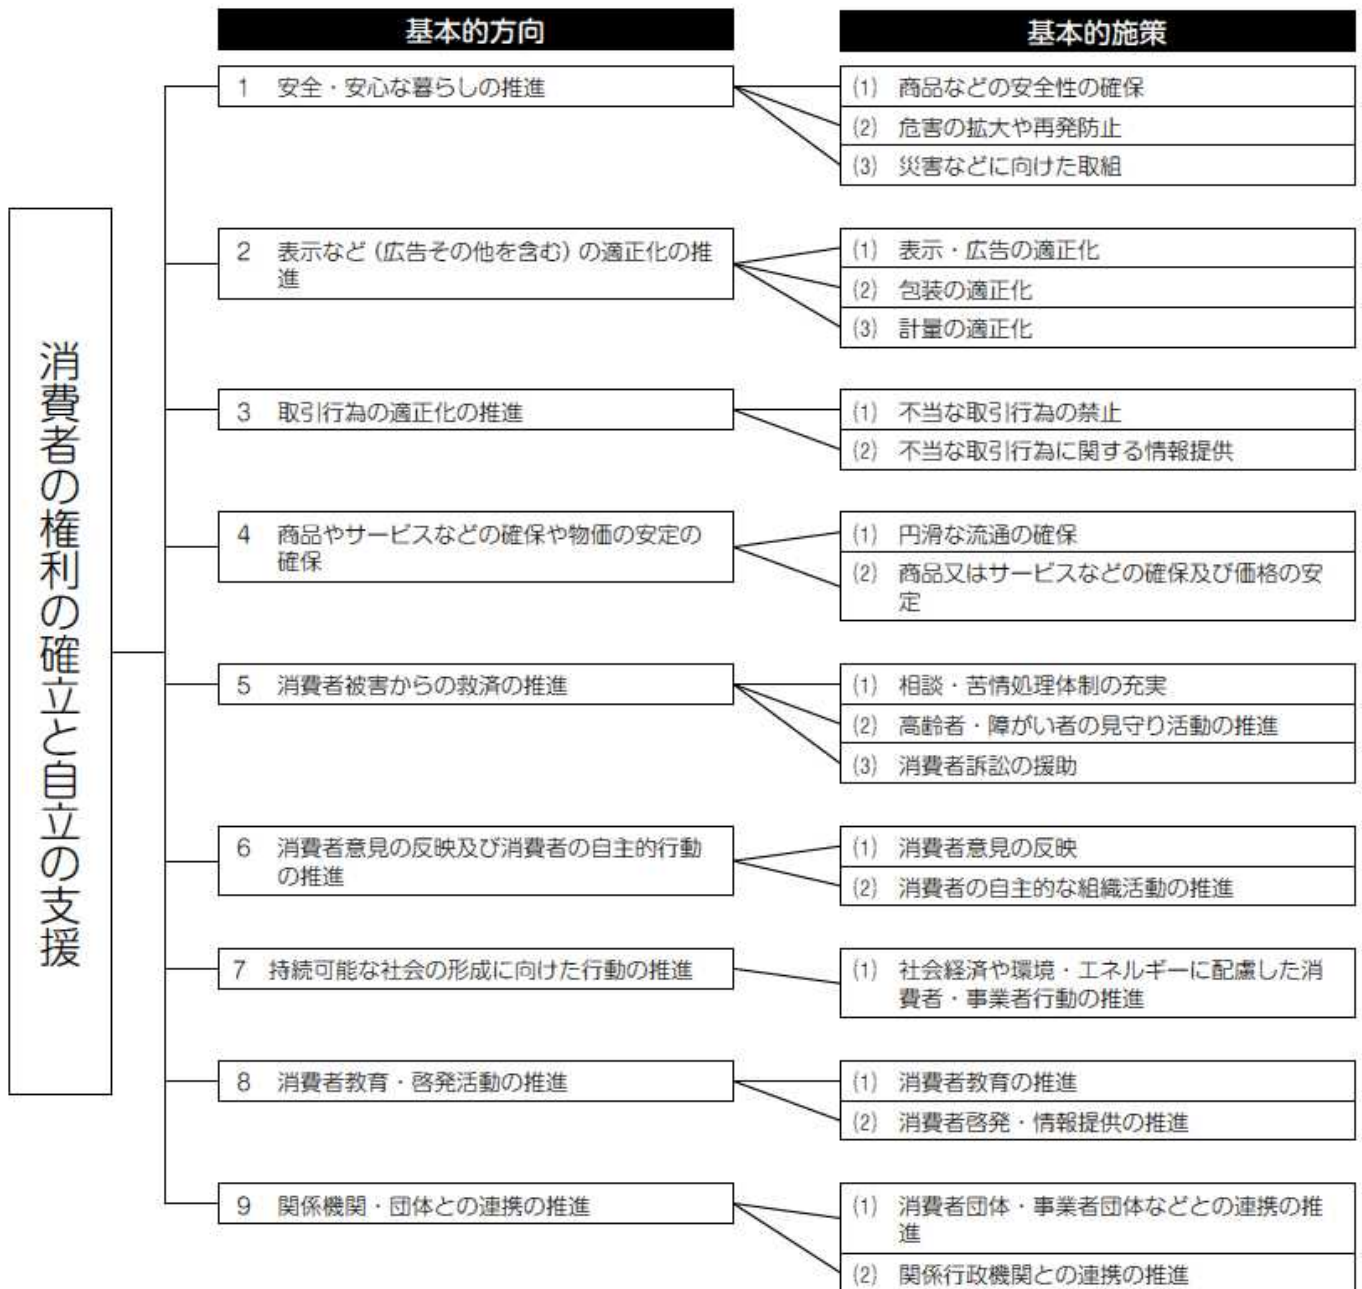 基本的方向
基本的施策
消費者の権利の確立と自立の支援
1 安全・安心な暮らしの推進
(1) 商品などの安全性の確保
(2) 危害の拡大や再発防止
(3) 災害などに向けた取組
2 表示など（広告その他を含む）の適正化の推
進
(1) 表示・広告の適正化
(2) 包装の適正化
(3) 計量の適正化
3 取引行為の適正化の推進
(1) 不当な取引行為の禁止
(2) 不当な取引行為に関する情報提供
4 商品やサービスなどの確保や物価の安定の
確保
(1) 円滑な流通の確保
(2) 商品又はサービスなどの確保及び価格の安
定
5 消費者被害からの救済の推進
(1) 相談・苦情処理体制の充実
(2) 高齢者・障がい者の見守り活動の推進
(3) 消費者訴訟の援助
6 消費者意見の反映及び消費者の自主的行動
の推進
(1) 消費者意見の反映
(2) 消費者の自主的な組織活動の推進
7 持続可能な社会の形成に向けた行動の推進
(1) 社会経済や環境・エネルギーに配慮した消
費者・事業者行動の推進
8 消費者教育・啓発活動の推進
(1) 消費者教育の推進
(2) 消費者啓発・情報提供の推進
9 関係機関・団体との連携の推進
(1) 消費者団体・事業者団体などとの連携の推
進
(2) 関係行政機関との連携の推進